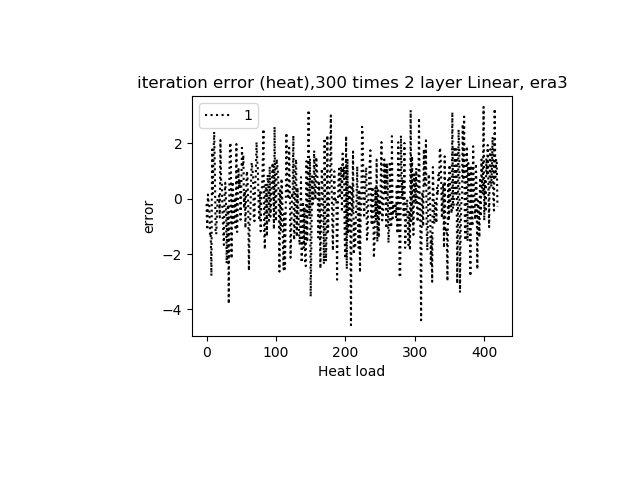 iteration error (heat),300 times 2 layer Linear, era3
1
error
2
0
−2
−4
0 100 200 300 400
Heat load